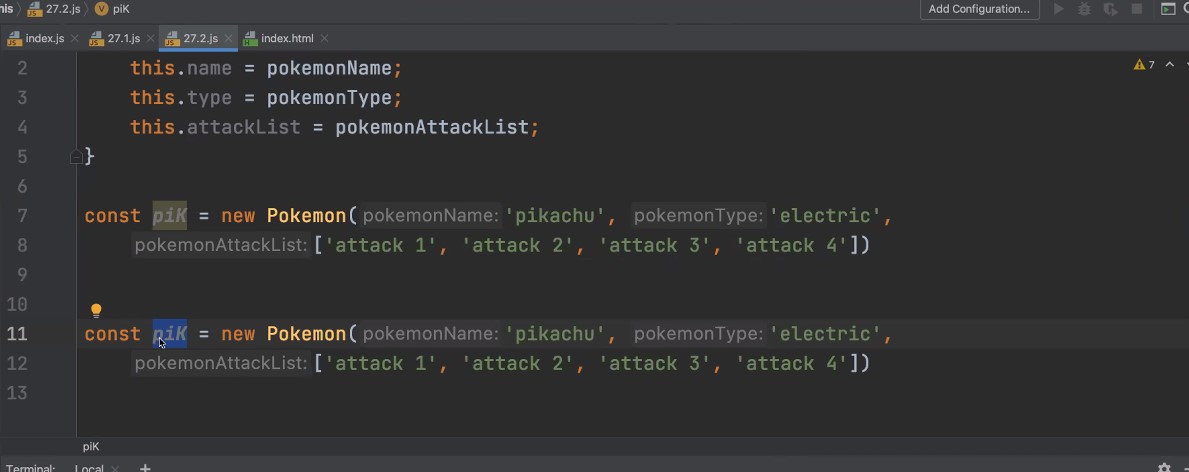 his 27.2.js piK Add Configuration...
index.js 27.1.js 27.2.js index.html
2 this.name = pokemonName; 7
3 this.type = pokemonType;
4 this.attackList = pokemonAttackList;
5 }
6
7 const piK = new Pokemon( pokemonName: 'pikachu', pokemonType: 'electric',
8 pokemonAttackList: ['attack 1', 'attack 2', 'attack 3', 'attack 4'])
9
10
11 const piK = new Pokemon( pokemonName: 'pikachu', pokemonType: 'electric',
12 pokemonAttackList: ['attack 1', 'attack 2', 'attack 3', 'attack 4'])
13
piK
Terminal: Local +